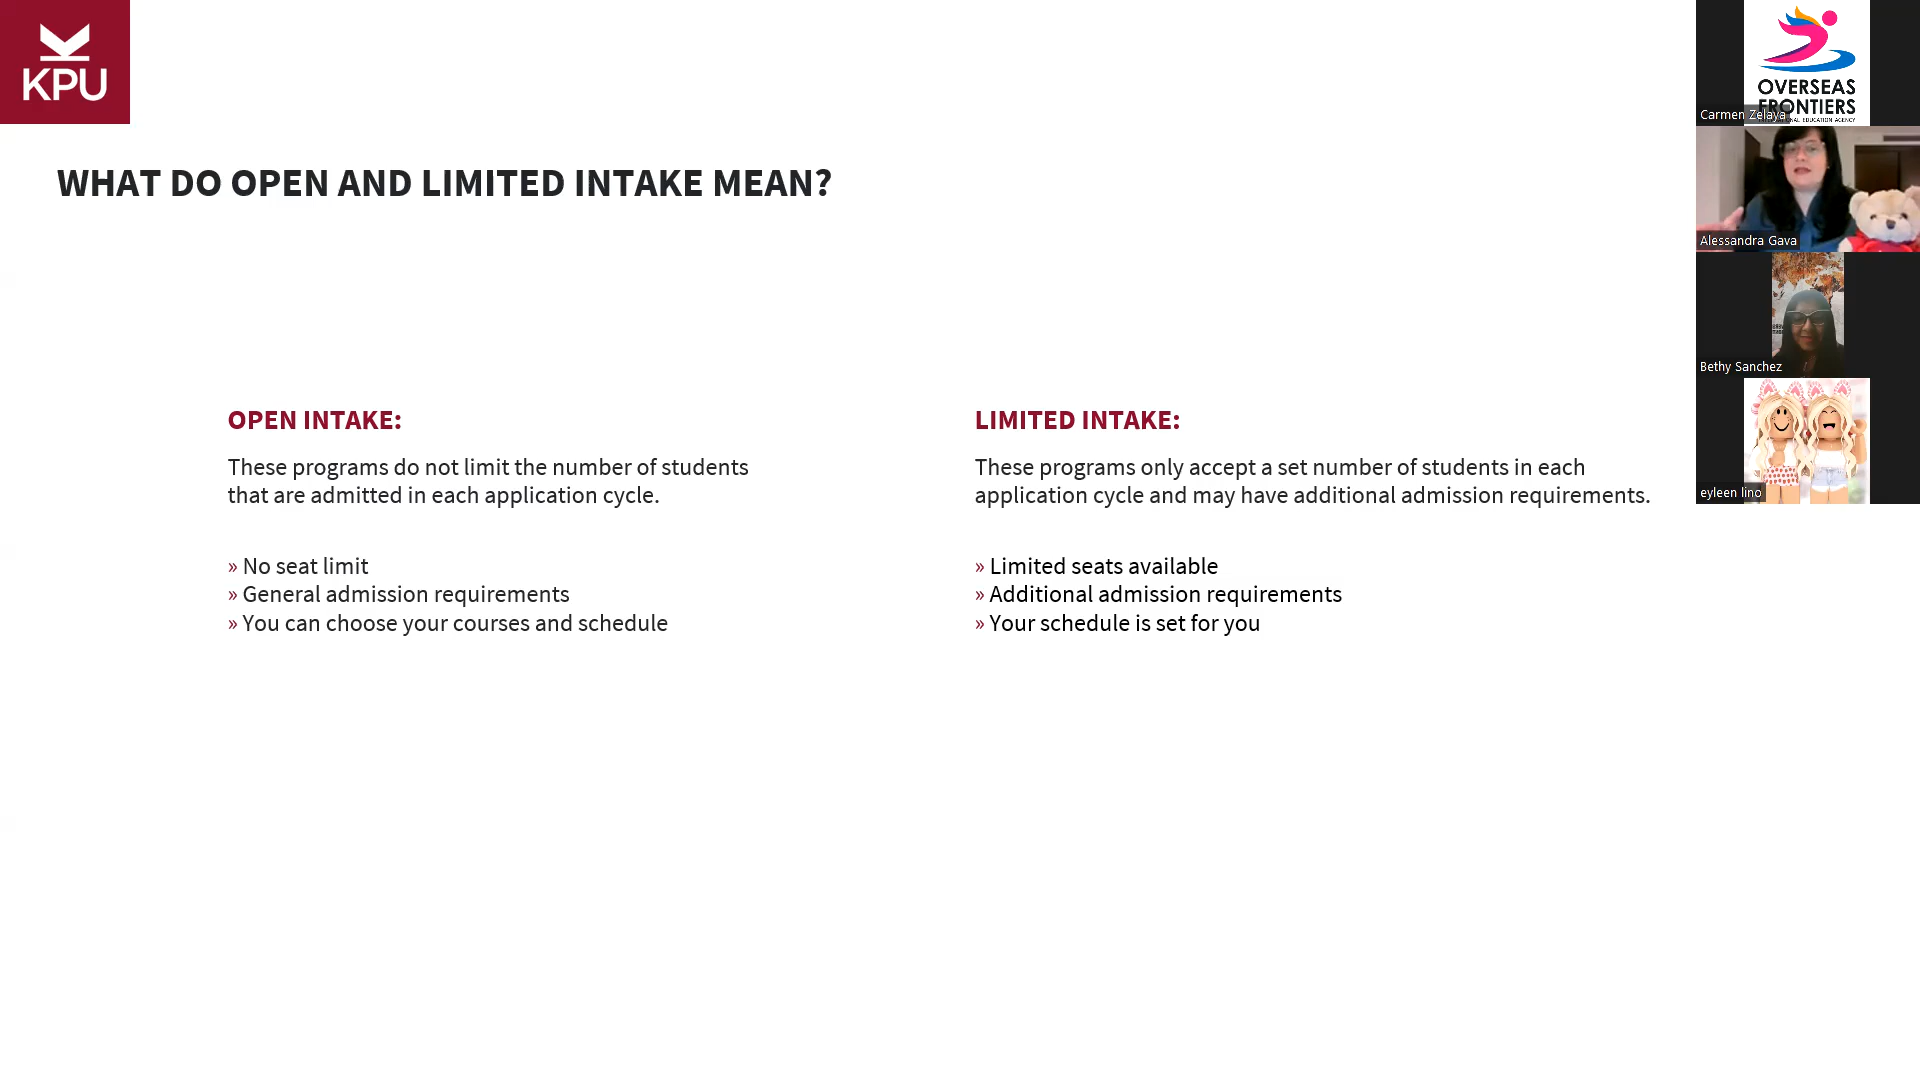 KPU
WHAT DO OPEN AND LIMITED INTAKE MEAN?
OPEN INTAKE:
These programs do not limit the number of students
that are admitted in each application cycle.
» No seat limit
» General admission requirements
» You can choose your courses and schedule
LIMITED INTAKE:
These programs only accept a set number of students in each
application cycle and may have additional admission requirements.
» Limited seats available
» Additional admission requirements
» Your schedule is set for you
OVERSEAS
FRONTIERS
EDUCATION AGENCY
Carmen Zelaya
Alessandra Gava
Bethy Sanchez
eyleen lino